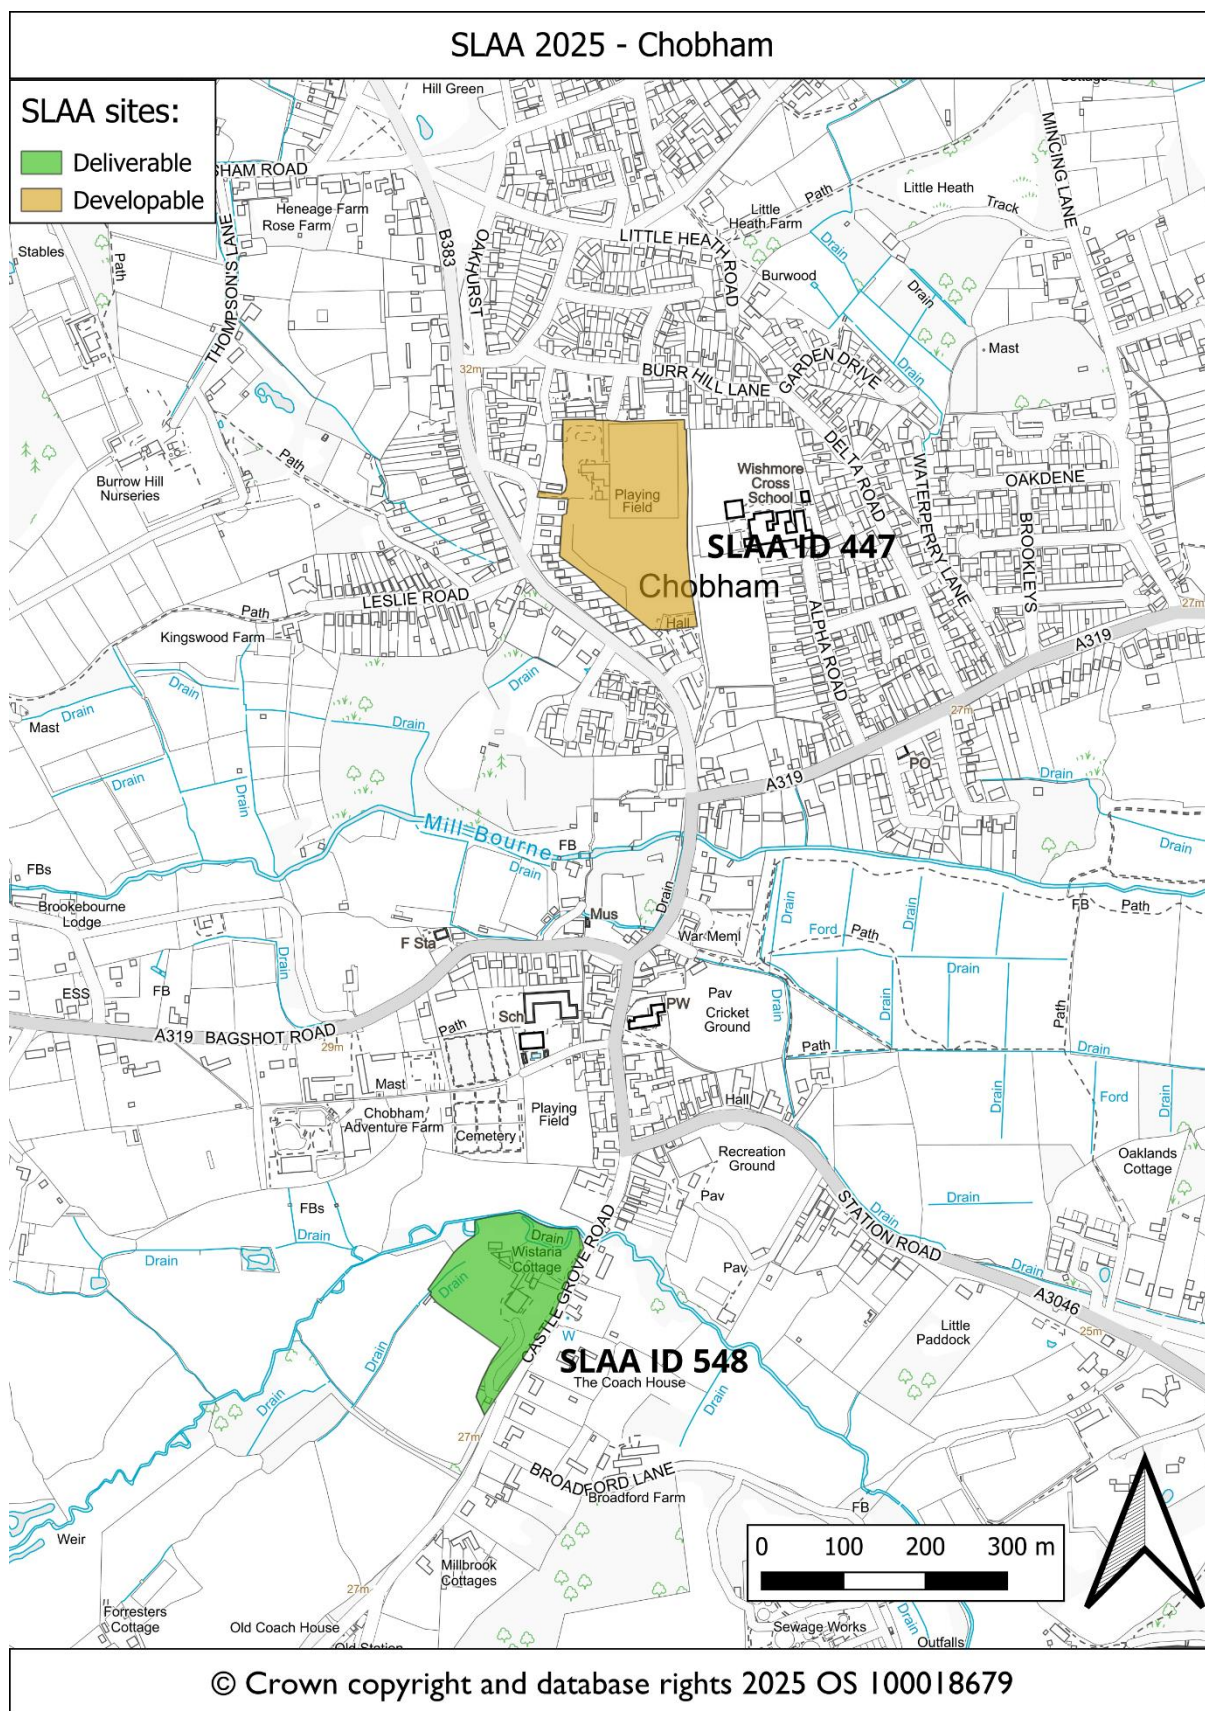 SLAA 2025 - Chobham
SLAA sites:
Deliverable
Developable
Hill Green
SHAM ROAD
Heneage Farm
Rose Farm
Stables
Path
THOMPSON'S LANE
B383
OAKHURST
LITTLE HEATH ROAD
Little
Heath Farm
Path
Little Heath
Track
MINCING LANE
Burwood
Drain
Drain
Drain
Mast
32m
BURR HILL LANE
GARDEN DRIVE
DELTA ROAD
WATERPERRY LANE
OAKDENE
BROOKLEYS
Burrow Hill
Nurseries
Path
Playing
Field
Wishmore
Cross
School
SLAA ID 447
Chobham
Hall
LESLIE ROAD
Path
Kingswood Farm
ALPHA ROAD
A319
27m
27m
Drain
Drain
Drain
Drain
Drain
Drain
Mast
A319
PO
Drain
Drain
Mill Bourne
FB
Drain
FBs
Brookebourne
Lodge
Drain
Mus
F Sta
War Meml
Drain
Ford
Path
Drain
Drain
FB
Path
Drain
ESS
FB
Sch
PW
Pav
Cricket
Ground
Drain
Drain
Path
A319 BAGSHOT ROAD
29m
Path
Path
Drain
Mast
Chobham
Adventure Farm
Cemetery
Playing
Field
Hall
Drain
Ford
Drain
Recreation
Ground
Oaklands
Cottage
Pav
FBs
Drain
Drain
Drain
STATION ROAD
Drain
Drain
Wistaria
Cottage
Drain
CASTLE GROVE ROAD
Pav
Drain
A3046
25m
Little
Paddock
W
SLAA ID 548
The Coach House
Drain
Drain
Drain
27m
BROADFORD LANE
Broadford Farm
FB
Weir
Millbrook
Cottages
27m
0 100 200 300 m
Forresters
Cottage
Old Coach House
Old Station
Sewage Works
Outfalls
© Crown copyright and database rights 2025 OS 100018679